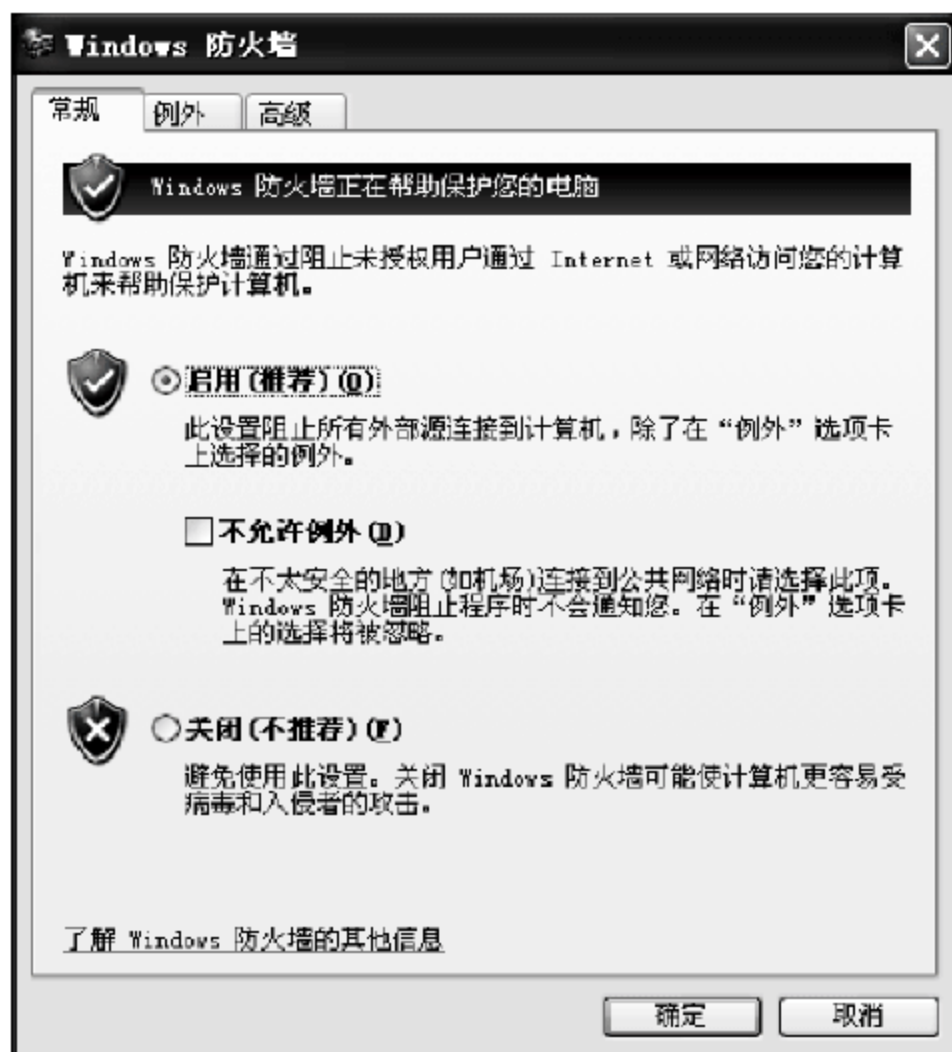 Windows 防火墙
常规 例外 高级
Windows 防火墙正在帮助保护您的电脑
Windows 防火墙通过阻止未授权用户通过 Internet 或网络访问您的计算
机来帮助保护计算机。
启用(推荐)(O)
此设置阻止所有外部源连接到计算机，除了在“例外”选项卡
上选择的例外。
不允许例外(D)
在不太安全的地方(如机场)连接到公共网络时请选择此项。
Windows 防火墙阻止程序时不会通知您。在“例外”选项卡
上的选择将被忽略。
关闭(不推荐)(F)
避免使用此设置。关闭 Windows 防火墙可能使计算机更容易受
病毒和入侵者的攻击。
了解 Windows 防火墙的其他信息
确定 取消